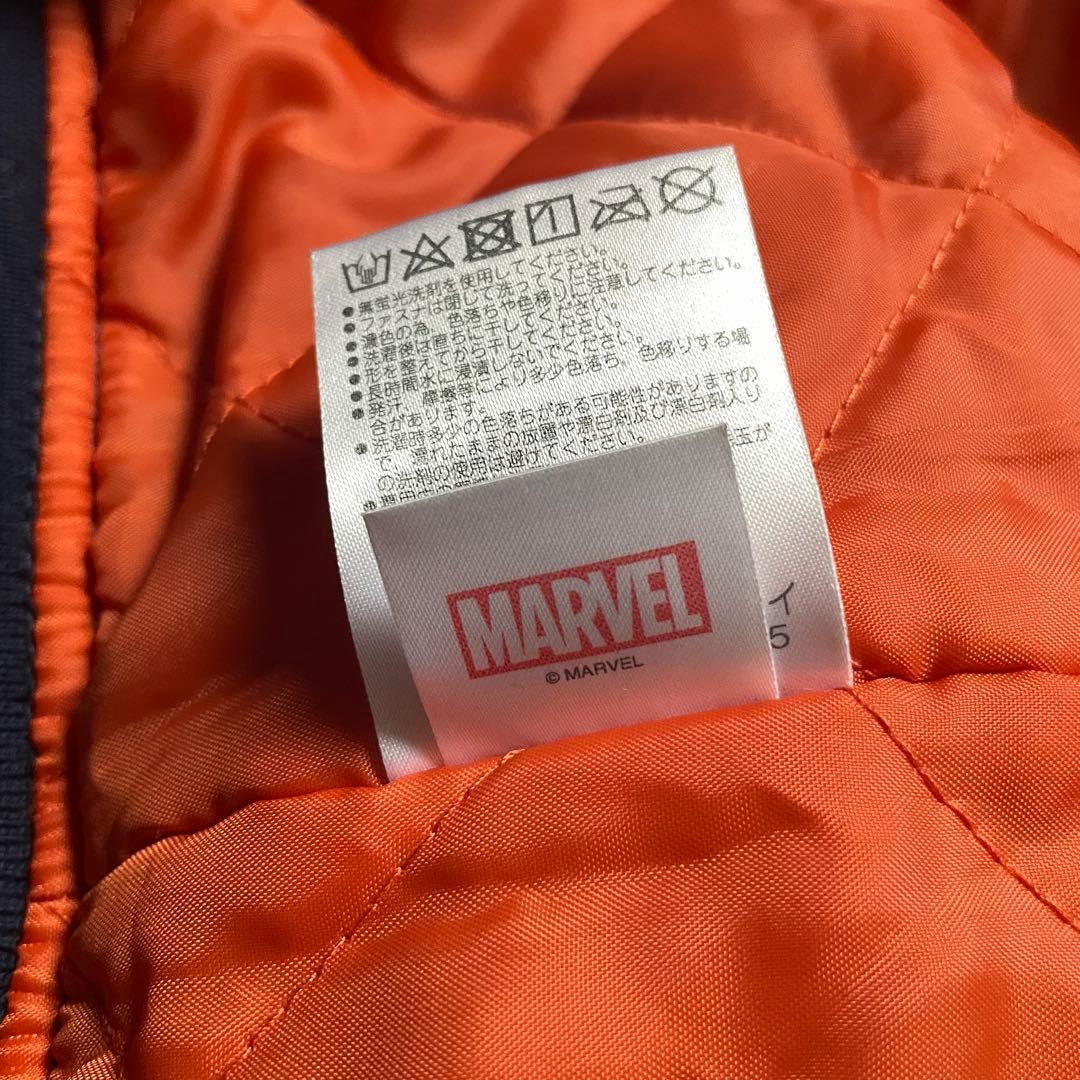 ●無蛍光洗剤を使用してください。
●ファスナは閉じて洗ってください。
●濃色の為、色落ちや色移りに注意してください。
●洗濯後は直ちに干してください。
●形を整えてから干してください。
●長時間水に浸漬しないでください。
●発汗、摩擦等により多少色落ち、色移りする場
合があります。
●洗濯時多少の色落ちがある可能性がありますの
で、濡れたままの放置や漂白剤及び漂白剤入り
の洗剤の使用は避けてください。
玉が
MARVEL
© MARVEL
イ
5